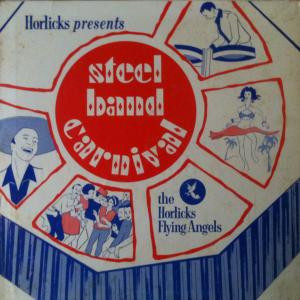 Horlicks presents
steel
band
Carnival
the
Horlicks
Flying Angels